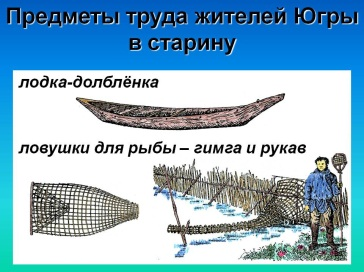 Предметы труда жителей Югры
в старину
лодка-долблёнка
ловушки для рыбы – гимга и рукав